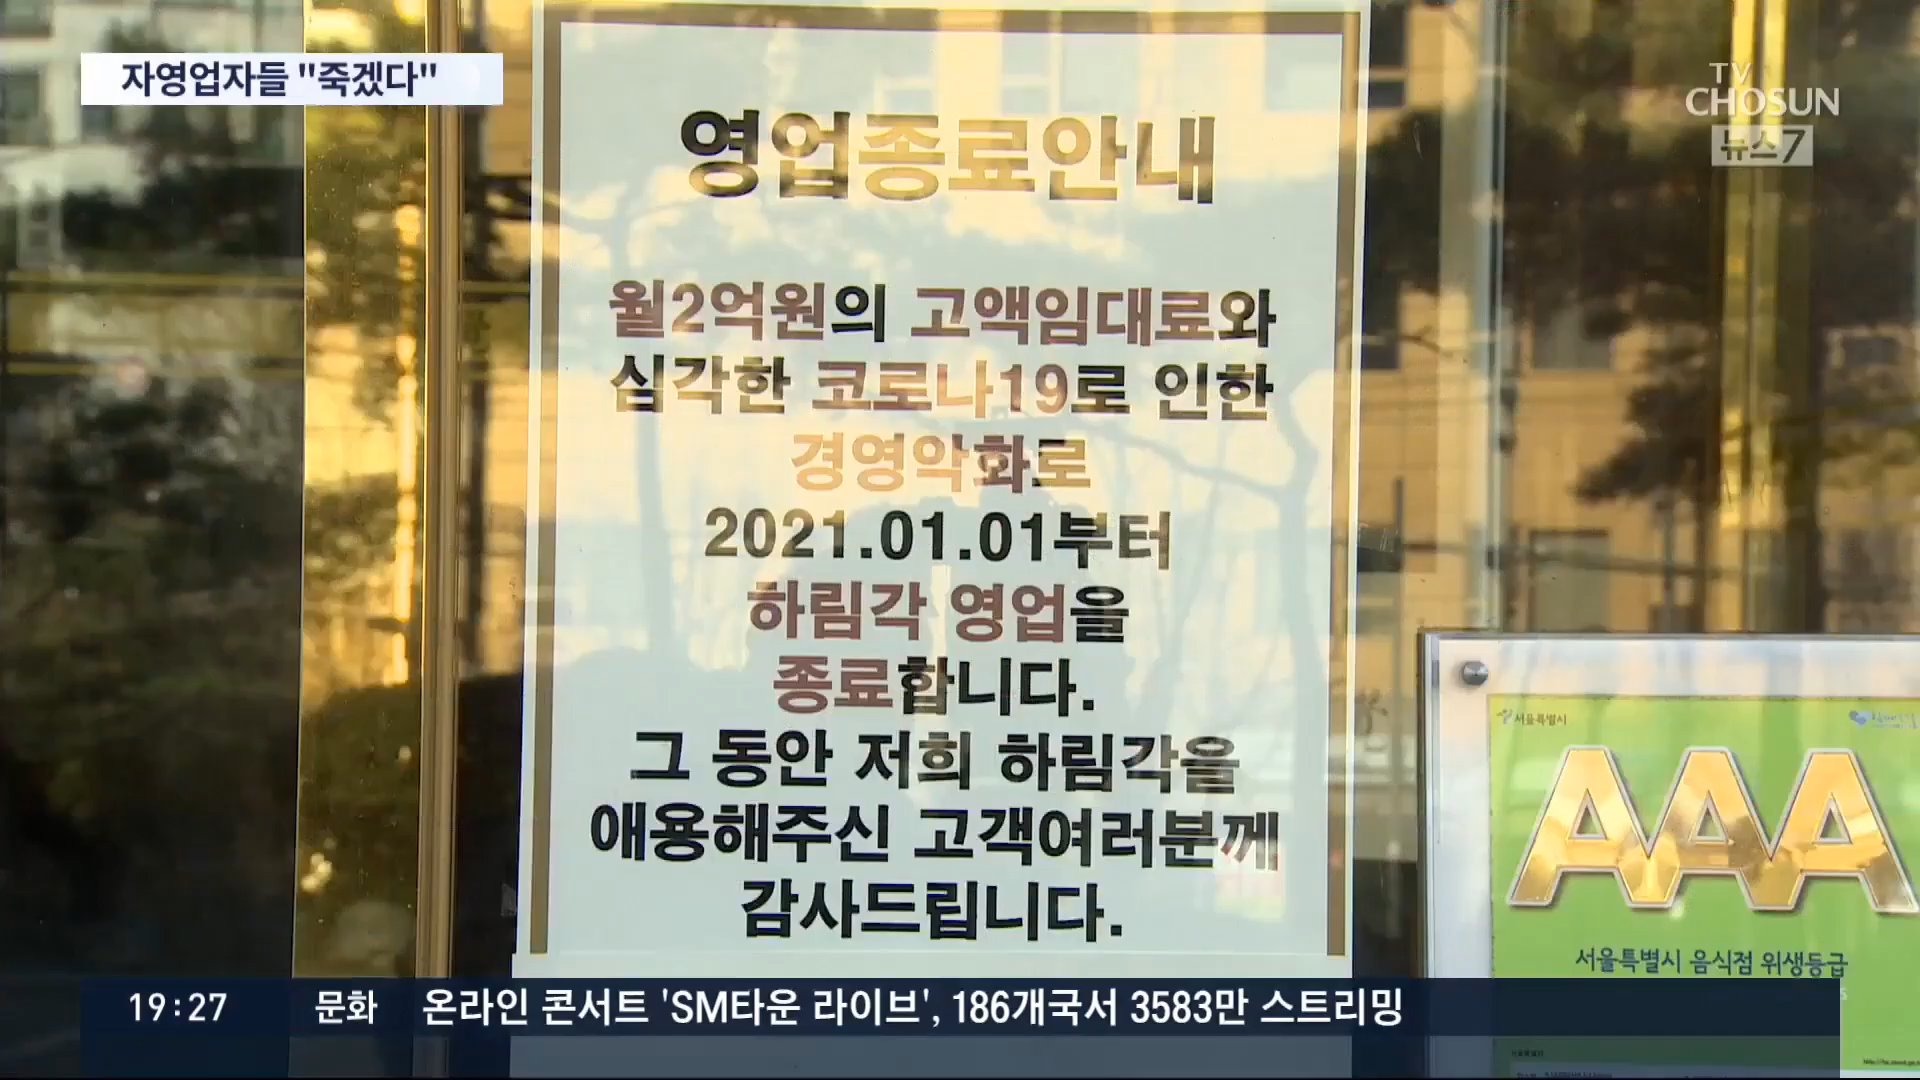 자영업자들 "죽겠다"
TV
CHOSUN
뉴스7
영업종료안내
월2억원의 고액임대료와
심각한 코로나19로 인한
경영악화로
2021.01.01부터
하림각 영업을
종료합니다.
그 동안 저희 하림각을
애용해주신 고객여러분께
감사드립니다.
서울특별시
AAA
서울특별시 음식점 위생등급
19:27 문화 온라인 콘서트 'SM타운 라이브', 186개국서 3583만 스트리밍